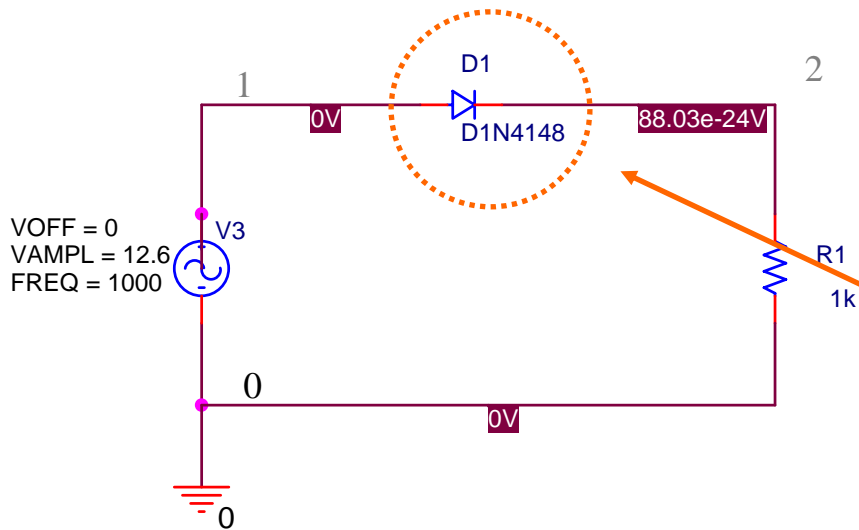 D1
1
2
0V
D1N4148
88.03e-24V
VOFF = 0
VAMPL = 12.6
FREQ = 1000
V3
R1
1k
0
0V
0